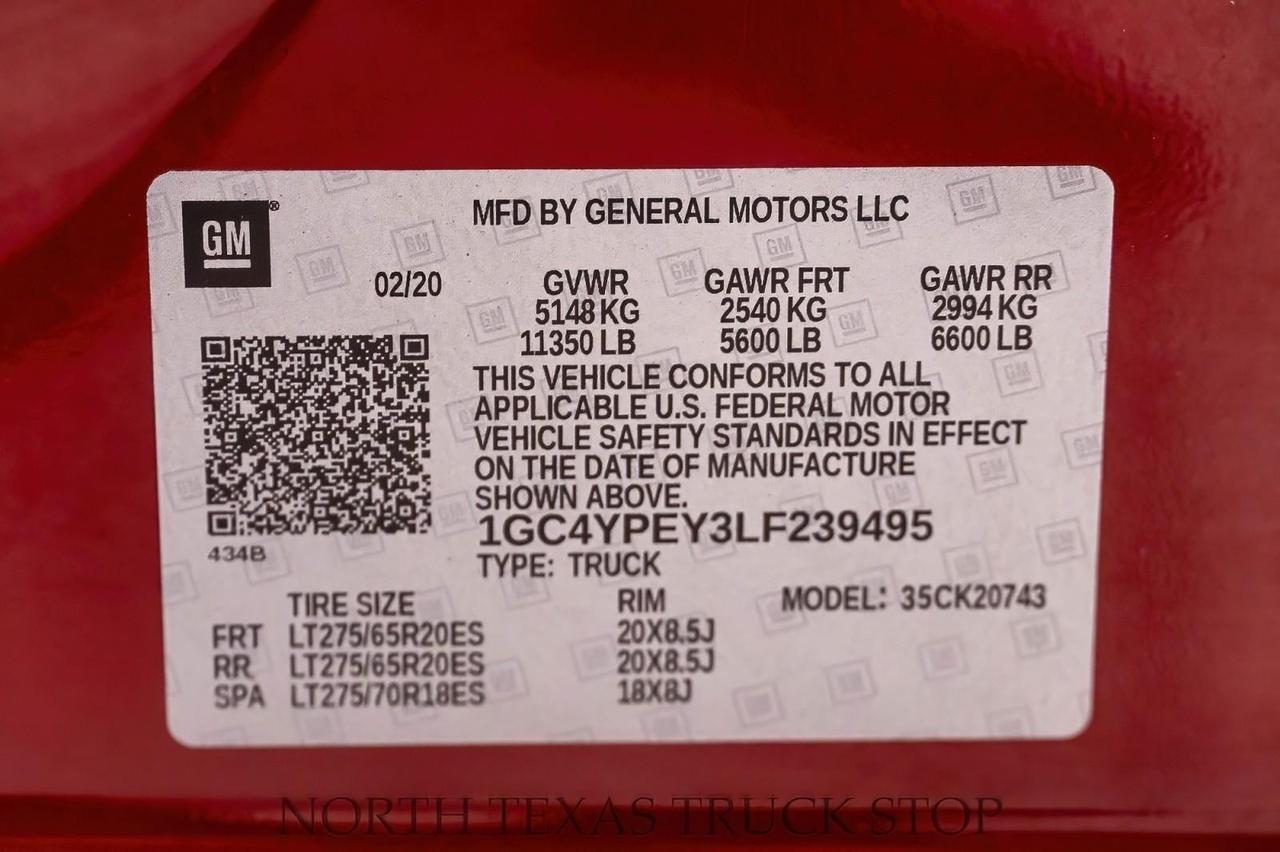 GM®
MFD BY GENERAL MOTORS LLC
02/20
GVWR GAWR FRT GAWR RR
5148 KG 2540 KG 2994 KG
11350 LB 5600 LB 6600 LB
THIS VEHICLE CONFORMS TO ALL
APPLICABLE U.S. FEDERAL MOTOR
VEHICLE SAFETY STANDARDS IN EFFECT
ON THE DATE OF MANUFACTURE
SHOWN ABOVE.
1GC4YPEY3LF239495
434B
TYPE: TRUCK
TIRE SIZE RIM MODEL: 35CK20743
FRT LT275/65R20ES 20X8.5J
RR LT275/65R20ES 20X8.5J
SPA LT275/70R18ES 18X8J
NORTH TEXAS TRUCK STOP